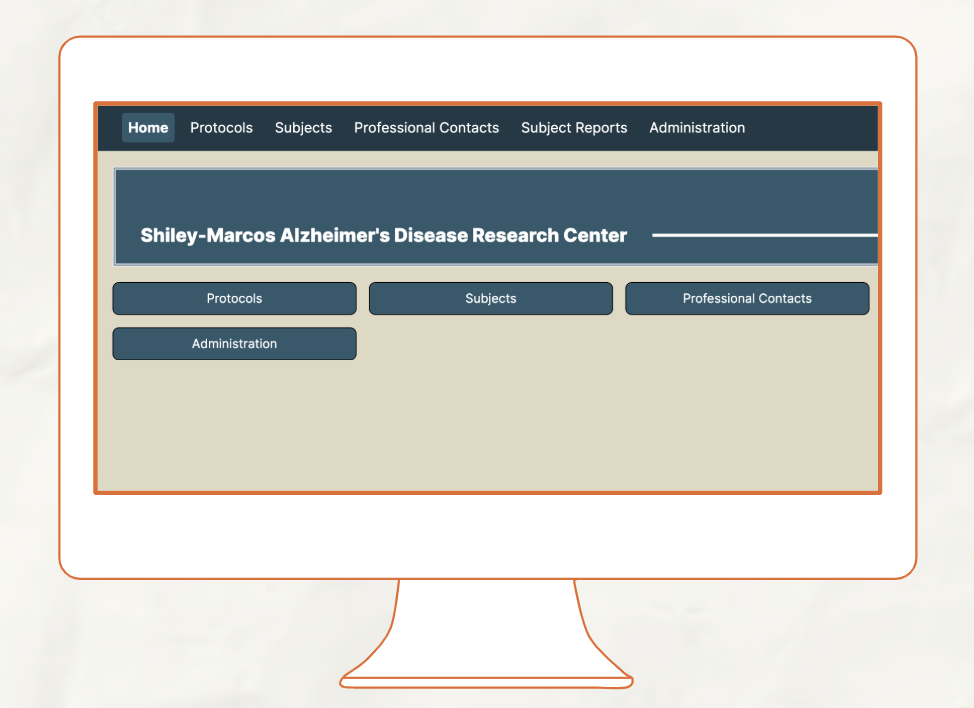 Home Protocols Subjects Professional Contacts Subject Reports Administration
Shiley-Marcos Alzheimer's Disease Research Center
Protocols Subjects Professional Contacts
Administration